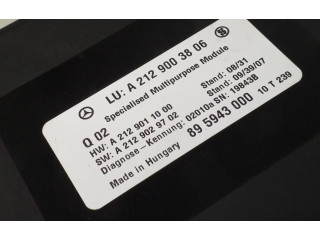 LU: A 212 900 38 06
Specialised Multipurpose Module
Q 02
HW: A 212 901 10 00 Stand: 08/31
SW: A 212 902 97 02 Stand: 09/39/07
Diagnose - Kennung: 02010a SN: 198438
89 5943 000 10 T 239
Made in Hungary